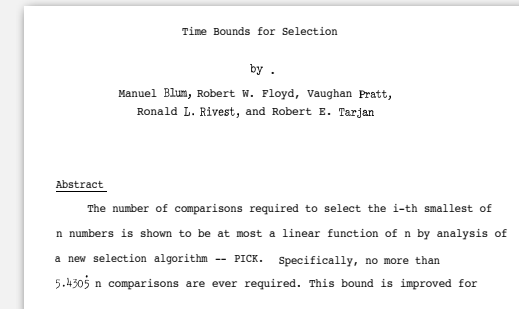 Time Bounds for Selection
by .
Manuel Blum, Robert W. Floyd, Vaughan Pratt,
Ronald L. Rivest, and Robert E. Tarjan
Abstract
The number of comparisons required to select the i-th smallest of
n numbers is shown to be at most a linear function of n by analysis of
a new selection algorithm -- PICK. Specifically, no more than
5.4305 n comparisons are ever required. This bound is improved for